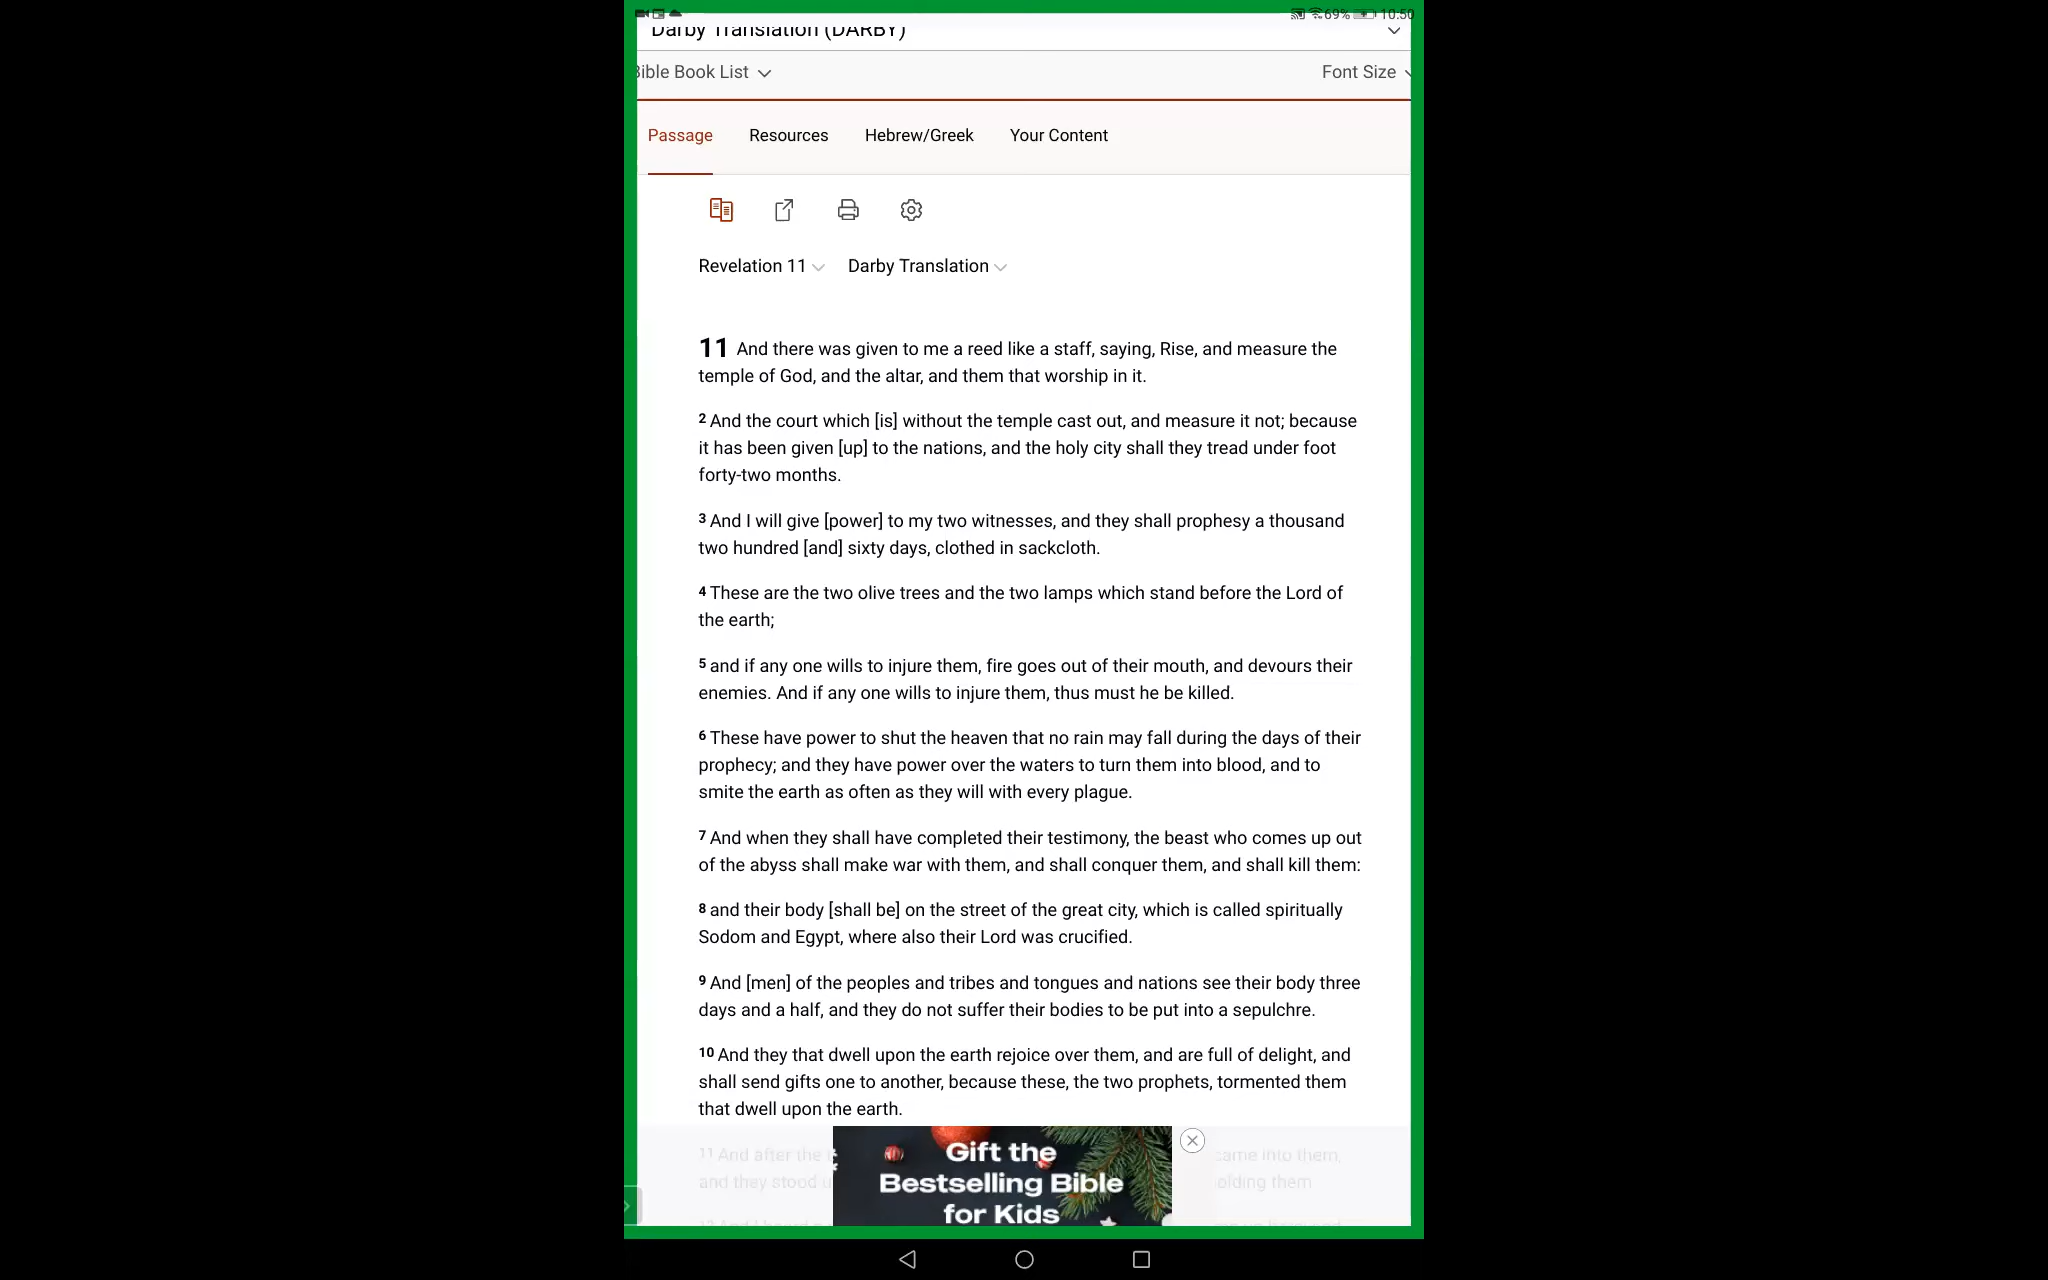 69% 10:50
Darby Translation (DARBY)
Bible Book List Font Size
Passage Resources Hebrew/Greek Your Content
Revelation 11 Darby Translation
11 And there was given to me a reed like a staff, saying, Rise, and measure the
temple of God, and the altar, and them that worship in it.
2 And the court which [is] without the temple cast out, and measure it not; because
it has been given [up] to the nations, and the holy city shall they tread under foot
forty-two months.
3 And I will give [power] to my two witnesses, and they shall prophesy a thousand
two hundred [and] sixty days, clothed in sackcloth.
4 These are the two olive trees and the two lamps which stand before the Lord of
the earth;
5 and if any one wills to injure them, fire goes out of their mouth, and devours their
enemies. And if any one wills to injure them, thus must he be killed.
6 These have power to shut the heaven that no rain may fall during the days of their
prophecy; and they have power over the waters to turn them into blood, and to
smite the earth as often as they will with every plague.
7 And when they shall have completed their testimony, the beast who comes up out
of the abyss shall make war with them, and shall conquer them, and shall kill them:
8 and their body [shall be] on the street of the great city, which is called spiritually
Sodom and Egypt, where also their Lord was crucified.
9 And [men] of the peoples and tribes and tongues and nations see their body three
days and a half, and they do not suffer their bodies to be put into a sepulchre.
10 And they that dwell upon the earth rejoice over them, and are full of delight, and
shall send gifts one to another, because these, the two prophets, tormented them
that dwell upon the earth.
11 And after the came into them,
and they stood them
Gift the
Bestselling Bible
for Kids